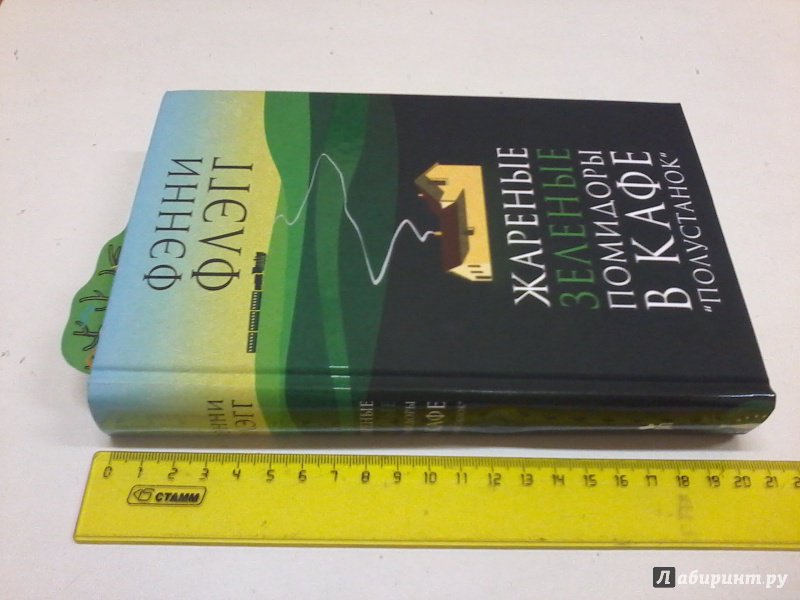 ФЭННИ
ФЛЭГГ
ЖАРЕНЫЕ
ЗЕЛЕНЫЕ
ПОМИДОРЫ
В КАФЕ
"ПОЛУСТАНОК"
0 1 2 3 4 5 6 7 8 9 10 11 12 13 14 15 16 17 18 19 20 21
СТАММ
Лабиринт.ру